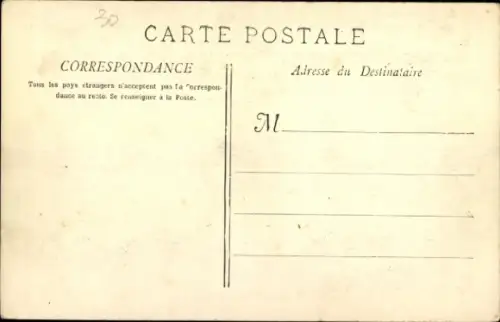 30
CARTE POSTALE
CORRESPONDANCE
Tous les pays étrangers n'acceptent pas la correspon-
dance au recto. Se renseigner à la Poste.
Adresse du Destinataire
M